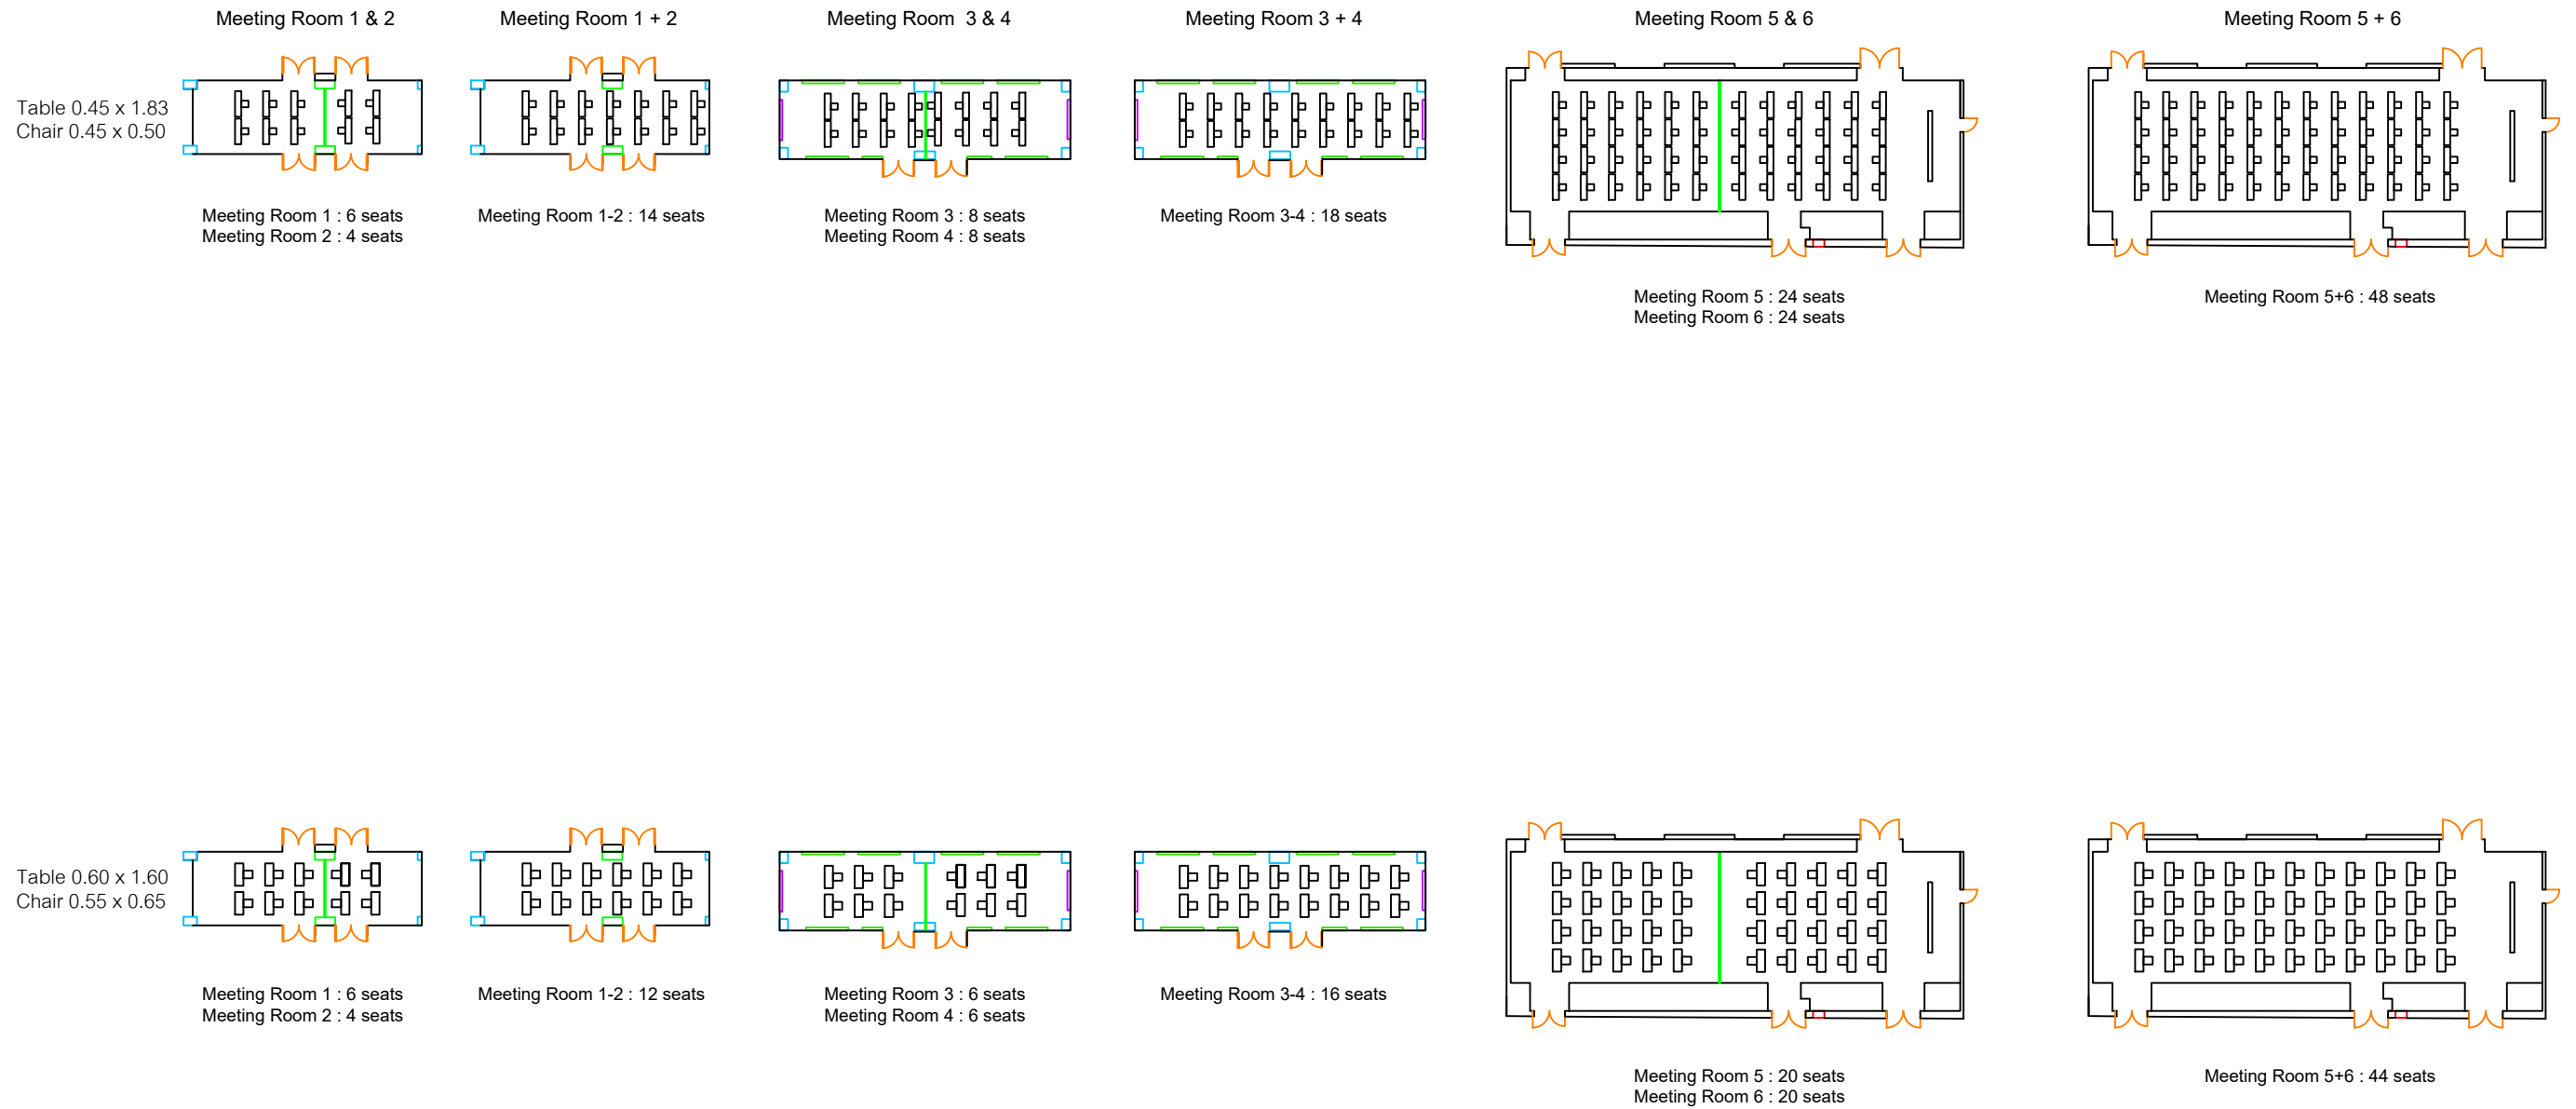 Meeting Room 1 & 2
Meeting Room 1 + 2
Meeting Room  3 & 4
Meeting Room 3 + 4
Meeting Room 5 & 6
Meeting Room 5 + 6
Table 0.45 x 1.83
Chair 0.45 x 0.50
Meeting Room 1 : 6 seats
Meeting Room 2 : 4 seats
Meeting Room 1-2 : 14 seats
Meeting Room 3 : 8 seats
Meeting Room 4 : 8 seats
Meeting Room 3-4 : 18 seats
Meeting Room 5 : 24 seats
Meeting Room 6 : 24 seats
Meeting Room 5+6 : 48 seats
Table 0.60 x 1.60
Chair 0.55 x 0.65
Meeting Room 1 : 6 seats
Meeting Room 2 : 4 seats
Meeting Room 1-2 : 12 seats
Meeting Room 3 : 6 seats
Meeting Room 4 : 6 seats
Meeting Room 3-4 : 16 seats
Meeting Room 5 : 20 seats
Meeting Room 6 : 20 seats
Meeting Room 5+6 : 44 seats